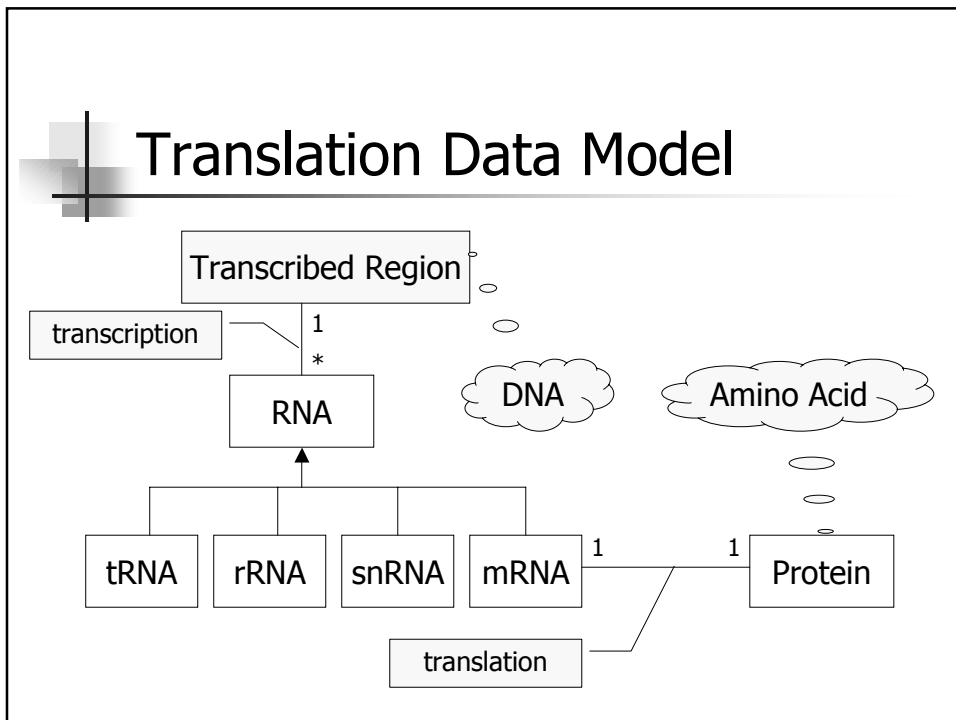 Translation Data Model
Transcribed Region
transcription
1
*
RNA
DNA
Amino Acid
tRNA
rRNA
snRNA
mRNA
1
1
Protein
translation